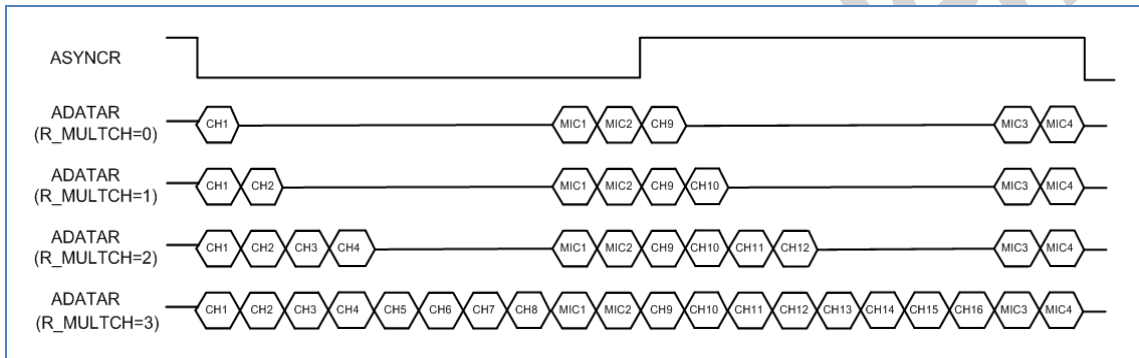 ASYNCR
ADATAR
(R_MULTCH=0)
CH1 MIC1 MIC2 CH9 MIC3 MIC4
ADATAR
(R_MULTCH=1)
CH1 CH2 MIC1 MIC2 CH9 CH10 MIC3 MIC4
ADATAR
(R_MULTCH=2)
CH1 CH2 CH3 CH4 MIC1 MIC2 CH9 CH10 CH11 CH12 MIC3 MIC4
ADATAR
(R_MULTCH=3)
CH1 CH2 CH3 CH4 CH5 CH6 CH7 CH8 MIC1 MIC2 CH9 CH10 CH11 CH12 CH13 CH14 CH15 CH16 MIC3 MIC4